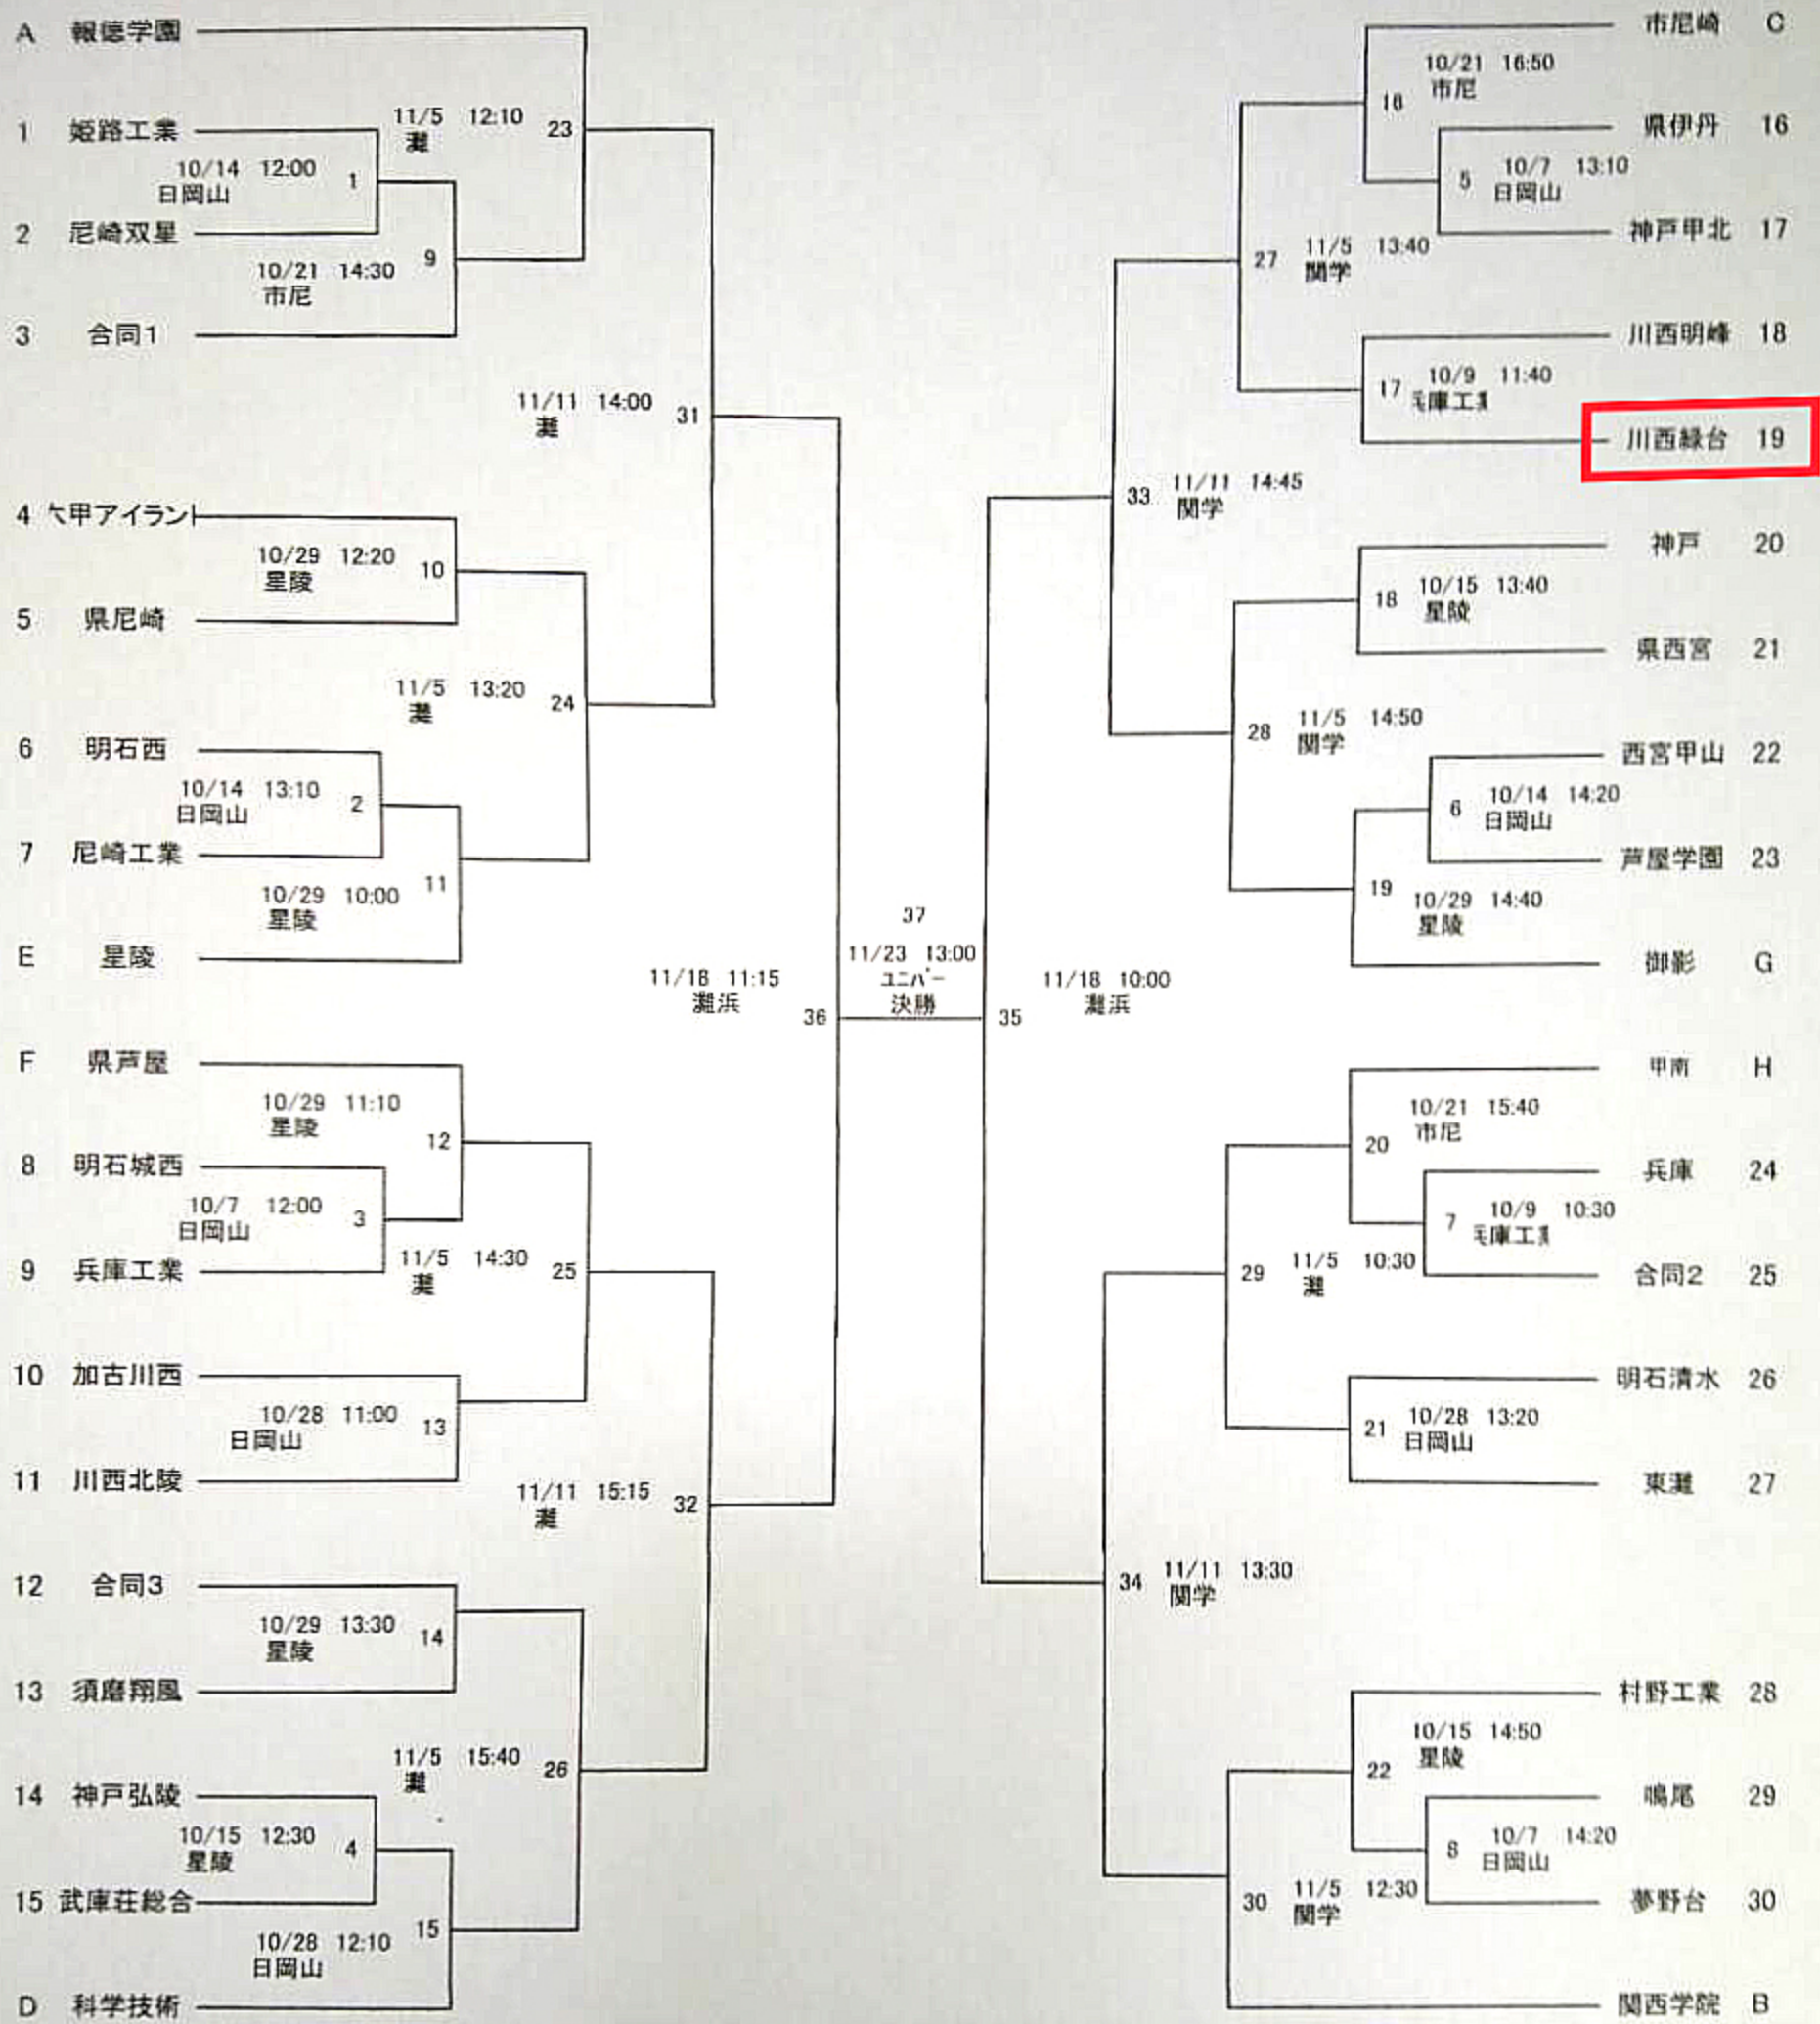 A 報徳学園
11/5 12:10
灘
23
1 姫路工業
10/14 12:00
日岡山
1
2 尼崎双星
10/21 14:30
市尼
9
3 合同1
11/11 14:00
灘
31
4 六甲アイランド
10/29 12:20
星陵
10
5 県尼崎
11/5 13:20
灘
24
6 明石西
10/14 13:10
日岡山
2
7 尼崎工業
10/29 10:00
星陵
11
E 星陵
11/18 11:15
灘浜
36
F 県芦屋
10/29 11:10
星陵
12
8 明石城西
10/7 12:00
日岡山
3
9 兵庫工業
11/5 14:30
灘
25
10 加古川西
10/28 11:00
日岡山
13
11 川西北陵
11/11 15:15
灘
32
12 合同3
10/29 13:30
星陵
14
13 須磨翔風
11/5 15:40
灘
26
14 神戸弘陵
10/15 12:30
星陵
4
15 武庫荘総合
10/28 12:10
日岡山
15
D 科学技術
37
11/23 13:00
ユニバー
決勝
市尼崎 C
10/21 16:50
市尼
16
県伊丹 16
5 10/7 13:10
日岡山
神戸甲北 17
27 11/5 13:40
関学
川西明峰 18
17 10/9 11:40
兵庫工業
川西緑台 19
33 11/11 14:45
関学
神戸 20
18 10/15 13:40
星陵
県西宮 21
28 11/5 14:50
関学
西宮甲山 22
6 10/14 14:20
日岡山
芦屋学園 23
19 10/29 14:40
星陵
御影 G
35 11/18 10:00
灘浜
甲南 H
10/21 15:40
市尼
20
兵庫 24
7 10/9 10:30
兵庫工業
合同2 25
29 11/5 10:30
灘
明石清水 26
21 10/28 13:20
日岡山
東灘 27
34 11/11 13:30
関学
村野工業 28
10/15 14:50
星陵
22
鳴尾 29
8 10/7 14:20
日岡山
夢野台 30
30 11/5 12:30
関学
関西学院 B